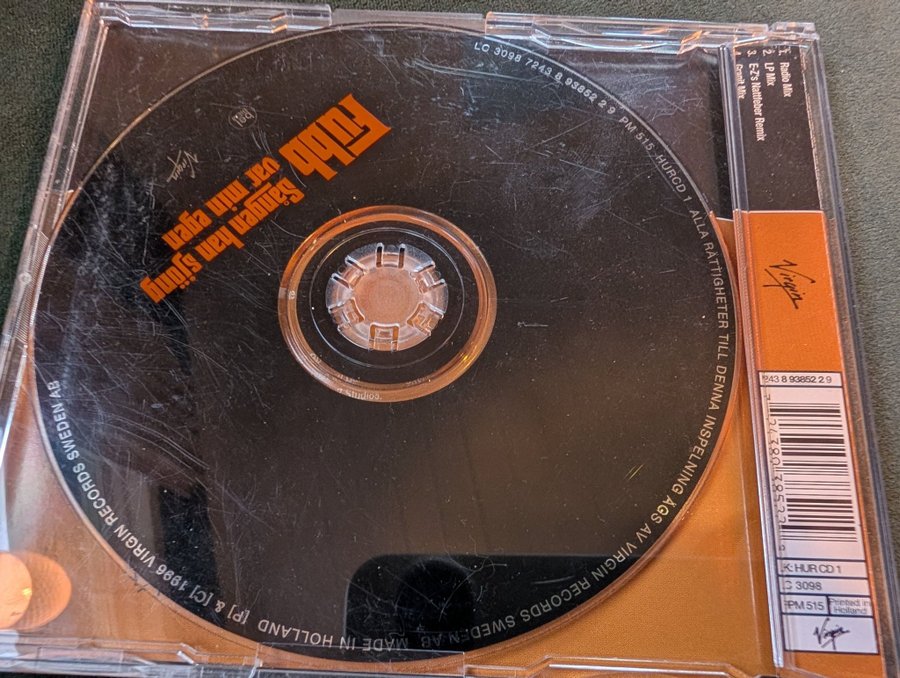 Fubb
Sången han sjöng
var min egen
Virgin
LC 3098 7243 8 93852 2 9 PM 515 HURCD 1 ALLA RÄTTIGHETER TILL DENNA INSPELNING ÄGS AV VIRGIN RECORDS SWEDEN AB
MADE IN HOLLAND [P] & [C] 1996 VIRGIN RECORDS SWEDEN AB
1. Radio Mix
2. LP Mix
3. E-Z's Nattfeber Remix
Granit Mix
Virgin
7243 8 93852 2 9
K: HUR CD 1
LC 3098
PM 515
Printed in
Holland
Virgin